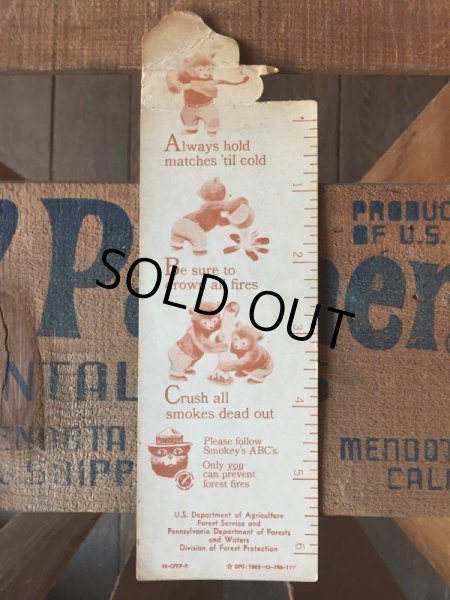 Always hold
matches 'til cold
1
PRODUC
OF U.S.
2
Be sure to
drown all fires
SOLD OUT
3
Crush all
smokes dead out
4
NTAL
MENDOTA
CAL
Please follow
Smokey's ABC's.
Only you
can prevent
forest fires
5
U.S. Department of Agriculture
Forest Service and
Pennsylvania Department of Forests
and Waters
Division of Forest Protection
6